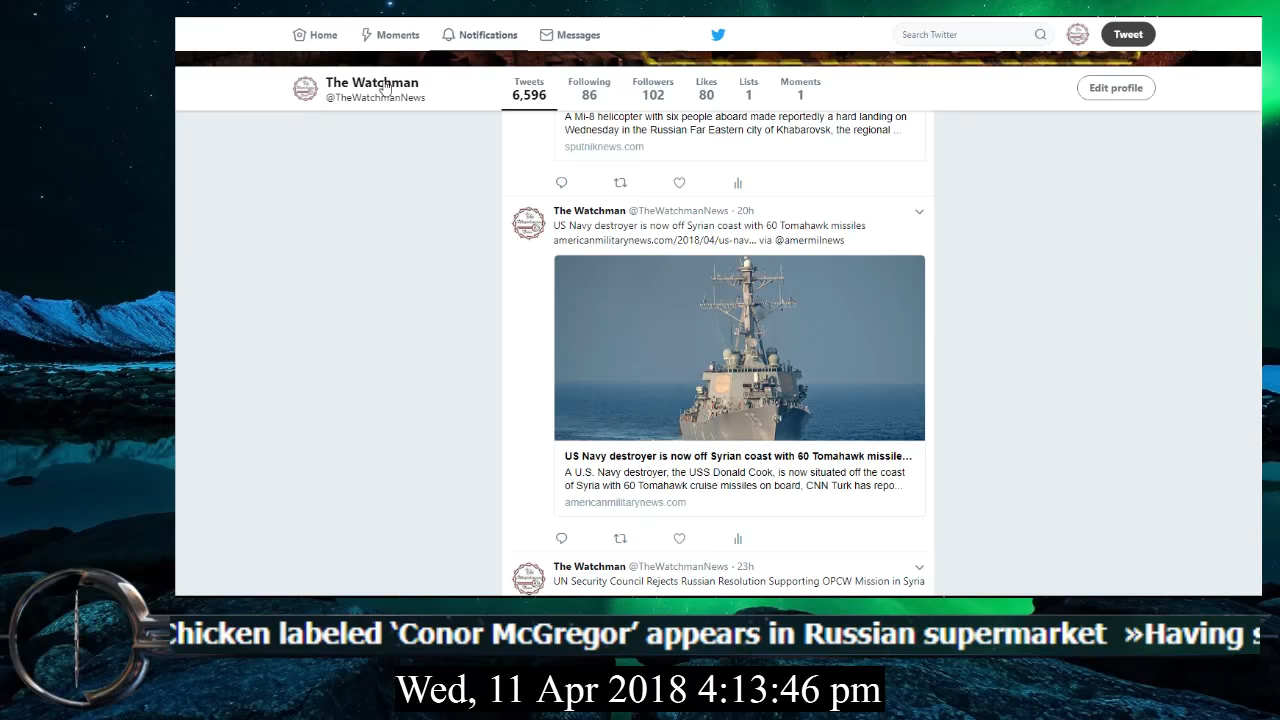 Home Moments Notifications Messages Search Twitter Tweet
The Watchman
@TheWatchmanNews
Tweets Following Followers Likes Lists Moments
6,596 86 102 80 1 1
Edit profile
A Mi-8 helicopter with six people aboard made reportedly a hard landing on
Wednesday in the Russian Far Eastern city of Khabarovsk, the regional ...
sputniknews.com
The Watchman @TheWatchmanNews · 20h
US Navy destroyer is now off Syrian coast with 60 Tomahawk missiles
americanmilitarynews.com/2018/04/us-nav... via @amermilnews
75
US Navy destroyer is now off Syrian coast with 60 Tomahawk missile...
A U.S. Navy destroyer, the USS Donald Cook, is now situated off the coast
of Syria with 60 Tomahawk cruise missiles on board, CNN Turk has repo...
americanmilitarynews.com
The Watchman @TheWatchmanNews · 23h
UN Security Council Rejects Russian Resolution Supporting OPCW Mission in Syria
Chicken labeled ‘Conor McGregor’ appears in Russian supermarket »Having
Wed, 11 Apr 2018 4:13:46 pm